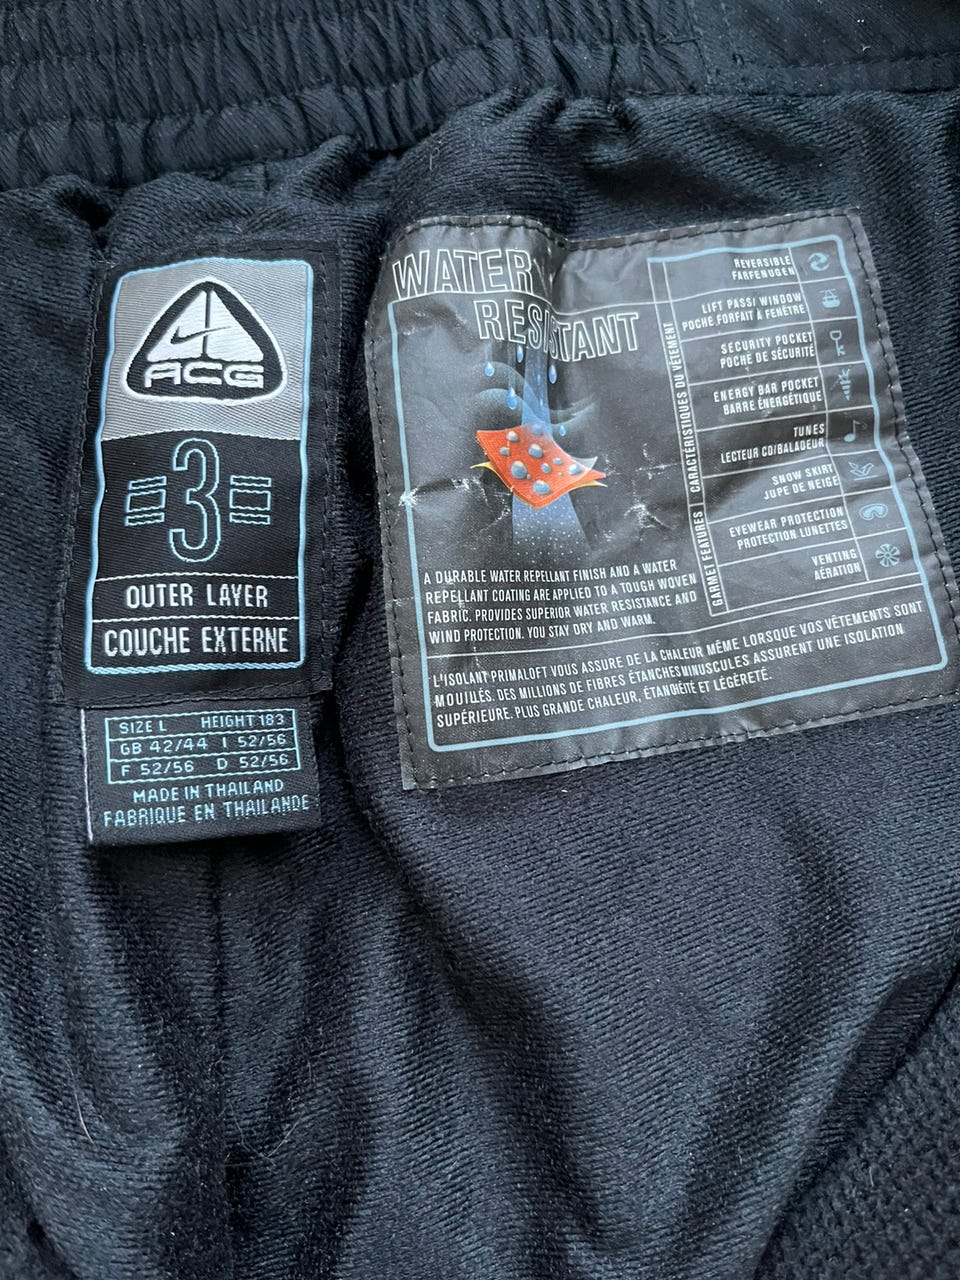 ACG
3
OUTER LAYER
COUCHE EXTERNE
SIZE L HEIGHT 183
GB 42/44 I 52/56
F 52/56 D 52/56
MADE IN THAILAND
FABRIQUE EN THAILANDE
WATER
RESISTANT
A DURABLE WATER REPELLANT FINISH AND A WATER
REPELLANT COATING ARE APPLIED TO A TOUGH WOVEN
FABRIC. PROVIDES SUPERIOR WATER RESISTANCE AND
WIND PROTECTION. YOU STAY DRY AND WARM.
GARMET FEATURES CARACTÉRISTIQUES DU VÊTEMENT
REVERSIBLE
FARFENUGEN
LIFT PASS/ WINDOW
POCHE FORFAIT À FENÊTRE
SECURITY POCKET
POCHE DE SÉCURITÉ
ENERGY BAR POCKET
BARRE ÉNERGÉTIQUE
TUNES
LECTEUR CD/BALADEUR
SNOW SKIRT
JUPE DE NEIGE
EYEWEAR PROTECTION
PROTECTION LUNETTES
VENTING
AÉRATION
L'ISOLANT PRIMALOFT VOUS ASSURE DE LA CHALEUR MÊME LORSQUE VOS VÊTEMENTS SONT
MOUILLÉS. DES MILLIONS DE FIBRES ÉTANCHES MINUSCULES ASSURENT UNE ISOLATION
SUPÉRIEURE. PLUS GRANDE CHALEUR, ÉTANCHÉITÉ ET LÉGÈRETÉ.